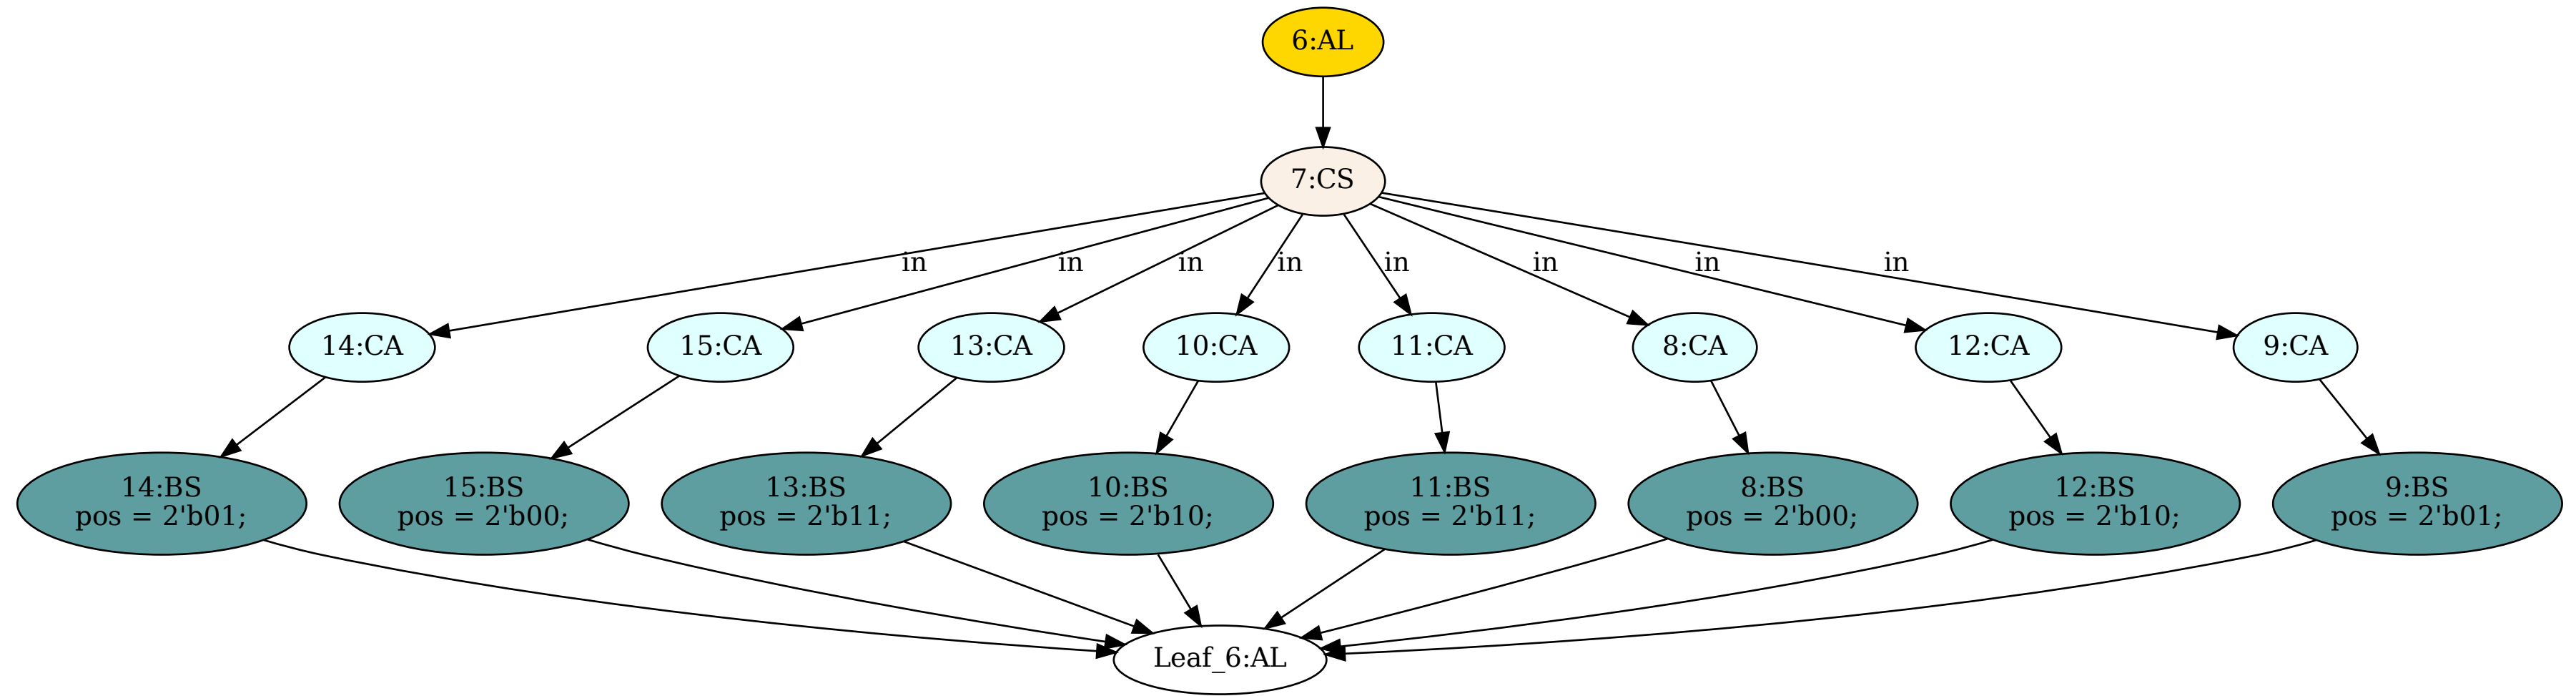 6:AL
7:CS
in in in in in in in in
14:CA 15:CA 13:CA 10:CA 11:CA 8:CA 12:CA 9:CA
14:BS
pos = 2'b01;
15:BS
pos = 2'b00;
13:BS
pos = 2'b11;
10:BS
pos = 2'b10;
11:BS
pos = 2'b11;
8:BS
pos = 2'b00;
12:BS
pos = 2'b10;
9:BS
pos = 2'b01;
Leaf_6:AL